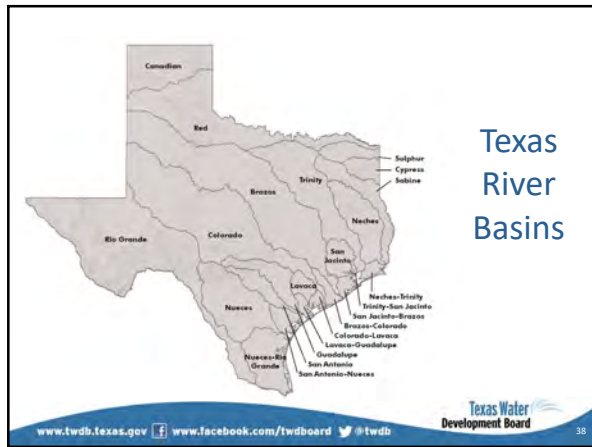 Canadian
Red
Sulphur
Cypress
Sabine
Trinity
Brazos
Neches
Colorado
Rio Grande
San
Jacinto
Lavaca
Nueces
Neches-Trinity
Trinity-San Jacinto
San Jacinto-Brazos
Brazos-Colorado
Colorado-Lavaca
Lavaca-Guadalupe
Guadalupe
San Antonio
San Antonio-Nueces
Nueces-Rio
Grande
Texas
River
Basins
www.twdb.texas.gov f www.facebook.com/twdboard @twdb
Texas Water
Development Board
38